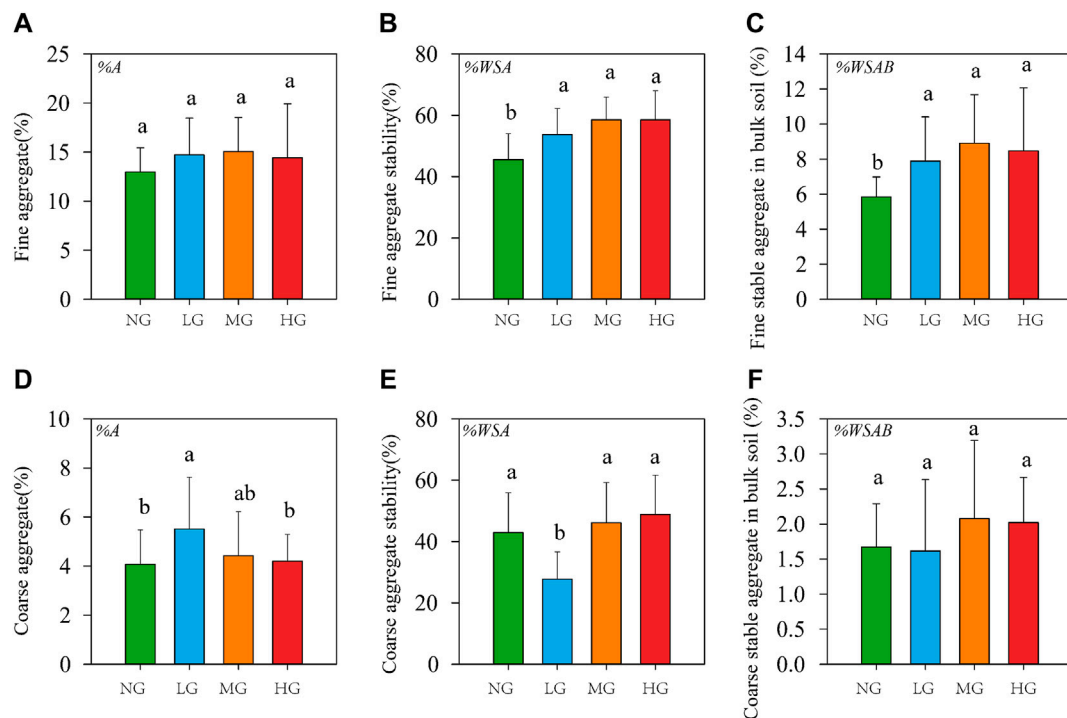 A
Fine aggregate(%)
25
20
15
10
5
0
%A
a
a
a
a
NG
LG
MG
HG
B
Fine aggregate stability(%)
80
60
40
20
0
%WSA
b
a
a
a
NG
LG
MG
HG
C
Fine stable aggregate in bulk soil (%)
14
12
10
8
6
4
2
0
%WSAB
b
a
a
a
NG
LG
MG
HG
D
Coarse aggregate(%)
10
8
6
4
2
0
%A
b
a
ab
b
NG
LG
MG
HG
E
Coarse aggregate stability(%)
80
60
40
20
0
%WSA
a
b
a
a
NG
LG
MG
HG
F
Coarse stable aggregate in bulk soil (%)
3.5
3.0
2.5
2.0
1.5
1.0
0.5
0.0
%WSAB
a
a
a
a
NG
LG
MG
HG